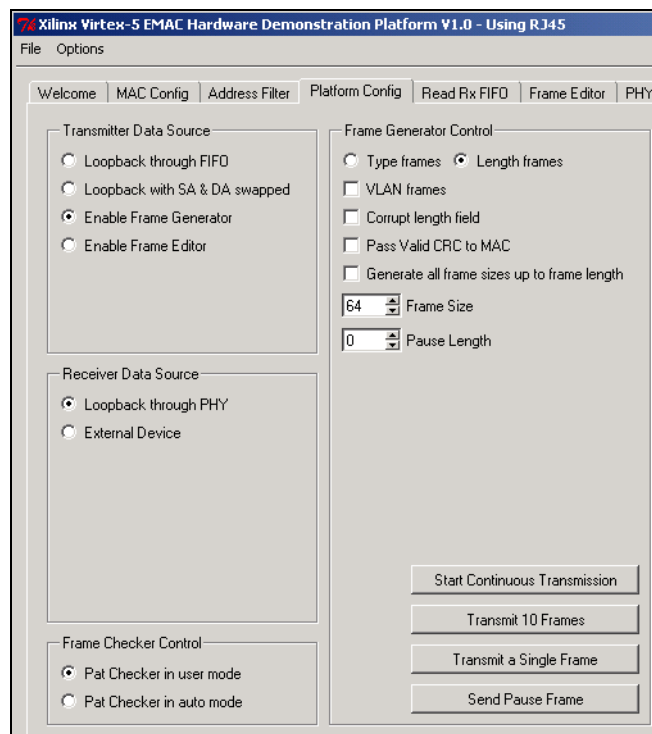 Xilinx Virtex-5 EMAC Hardware Demonstration Platform V1.0 - Using RJ45
File Options
Welcome MAC Config Address Filter Platform Config Read Rx FIFO Frame Editor PHY
Transmitter Data Source
Loopback through FIFO
Loopback with SA & DA swapped
Enable Frame Generator
Enable Frame Editor
Receiver Data Source
Loopback through PHY
External Device
Frame Checker Control
Pat Checker in user mode
Pat Checker in auto mode
Frame Generator Control
Type frames Length frames
VLAN frames
Corrupt length field
Pass Valid CRC to MAC
Generate all frame sizes up to frame length
64 Frame Size
0 Pause Length
Start Continuous Transmission
Transmit 10 Frames
Transmit a Single Frame
Send Pause Frame